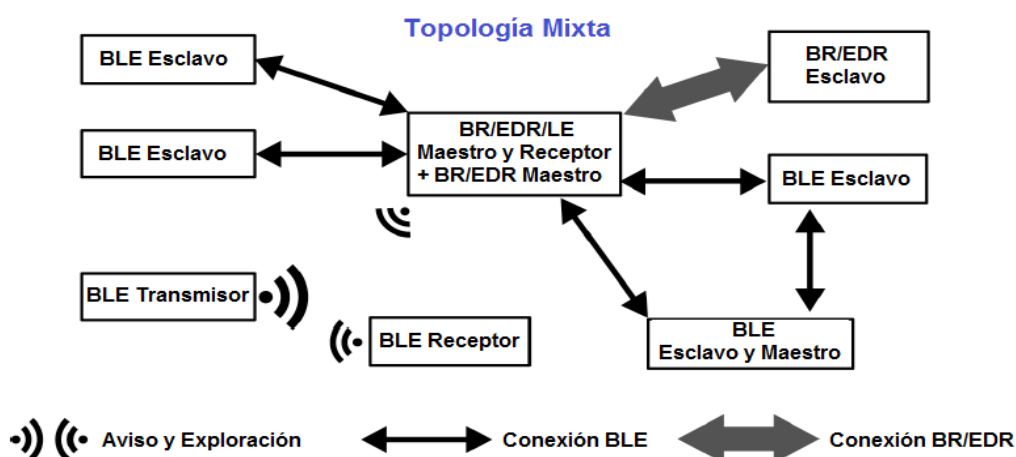 Topología Mixta
BLE Esclavo
BR/EDR
Esclavo
BLE Esclavo
BR/EDR/LE
Maestro y Receptor
+ BR/EDR Maestro
BLE Esclavo
BLE Transmisor
BLE Receptor
BLE
Esclavo y Maestro
Aviso y Exploración
Conexión BLE
Conexión BR/EDR